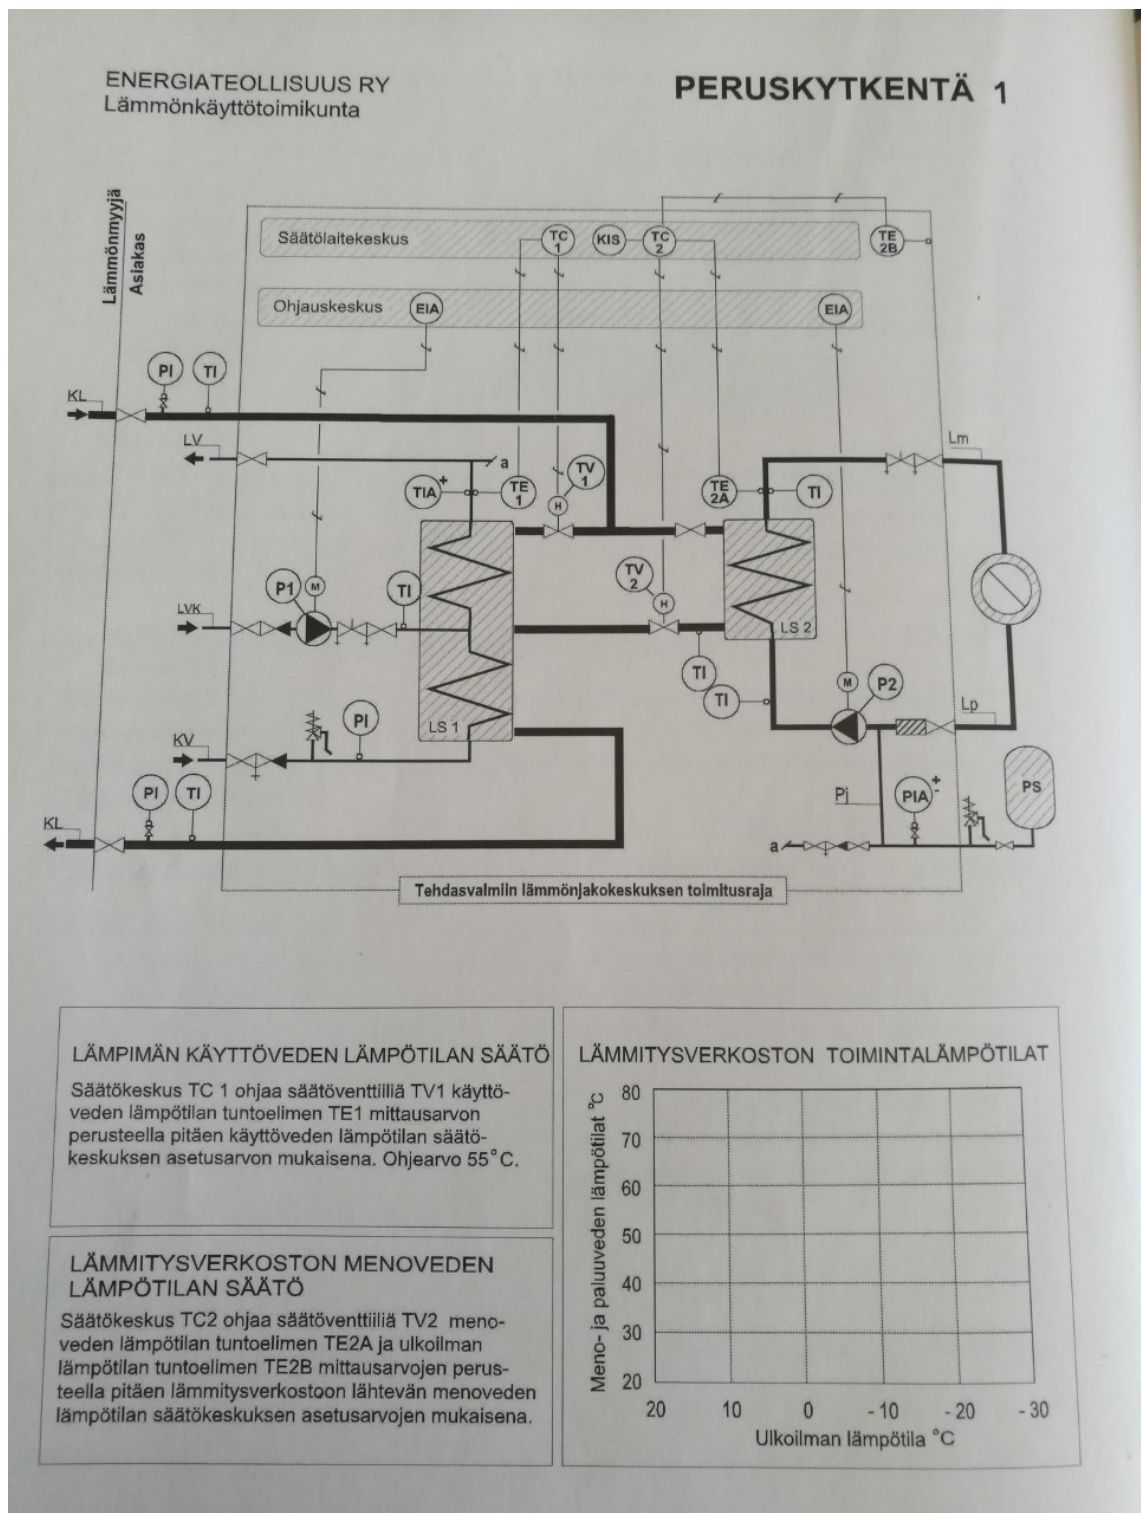 ENERGIATEOLLISUUS RY
Lämmönkäyttötoimikunta
PERUSKYTKENTÄ 1
Lämmönmyyjä
Asiakas
Säätölaitekeskus
TC 1
KIS
TC 2
TE 2B
Ohjauskeskus
EIA
EIA
PI
TI
KL
LV
a
TIA +
TE 1
TV 1
H
TE 2A
TI
Lm
P1
M
TI
TV 2
H
LVK
LS 2
TI
TI
M
P2
Lp
LS 1
PI
KV
PI
TI
KL
Pj
PIA + -
PS
a
Tehdasvalmiin lämmönjakokeskuksen toimitusraja
LÄMPIMÄN KÄYTTÖVEDEN LÄMPÖTILAN SÄÄTÖ
Säätökeskus TC 1 ohjaa säätöventtiiliä TV1 käyttö-
veden lämpötilan tuntoelimen TE1 mittausarvon
perusteella pitäen käyttöveden lämpötilan säätö-
keskuksen asetusarvon mukaisena. Ohjearvo 55°C.
LÄMMITYSVERKOSTON MENOVEDEN
LÄMPÖTILAN SÄÄTÖ
Säätökeskus TC2 ohjaa säätöventtiiliä TV2 meno-
veden lämpötilan tuntoelimen TE2A ja ulkoilman
lämpötilan tuntoelimen TE2B mittausarvojen perus-
teella pitäen lämmitysverkostoon lähtevän menoveden
lämpötilan säätökeskuksen asetusarvojen mukaisena.
LÄMMITYSVERKOSTON TOIMINTALÄMPÖTILAT
Meno- ja paluuveden lämpötilat °C
80
70
60
50
40
30
20
20 10 0 - 10 - 20 - 30
Ulkoilman lämpötila °C